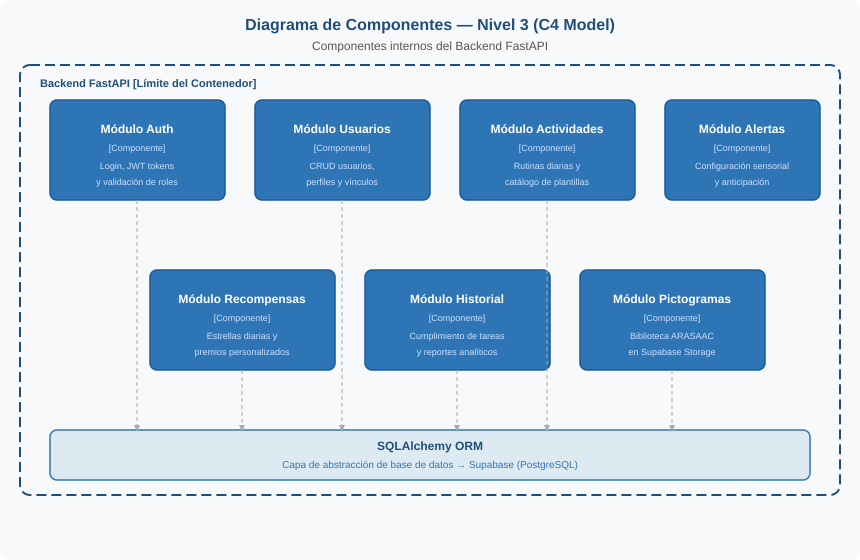 Diagrama de Componentes — Nivel 3 (C4 Model)
Componentes internos del Backend FastAPI
Backend FastAPI [Límite del Contenedor]
Módulo Auth
[Componente]
Login, JWT tokens
y validación de roles
Módulo Usuarios
[Componente]
CRUD usuarios,
perfiles y vínculos
Módulo Actividades
[Componente]
Rutinas diarias y
catálogo de plantillas
Módulo Alertas
[Componente]
Configuración sensorial
y anticipación
Módulo Recompensas
[Componente]
Estrellas diarias y
premios personalizados
Módulo Historial
[Componente]
Cumplimiento de tareas
y reportes analíticos
Módulo Pictogramas
[Componente]
Biblioteca ARASAAC
en Supabase Storage
SQLAlchemy ORM
Capa de abstracción de base de datos → Supabase (PostgreSQL)